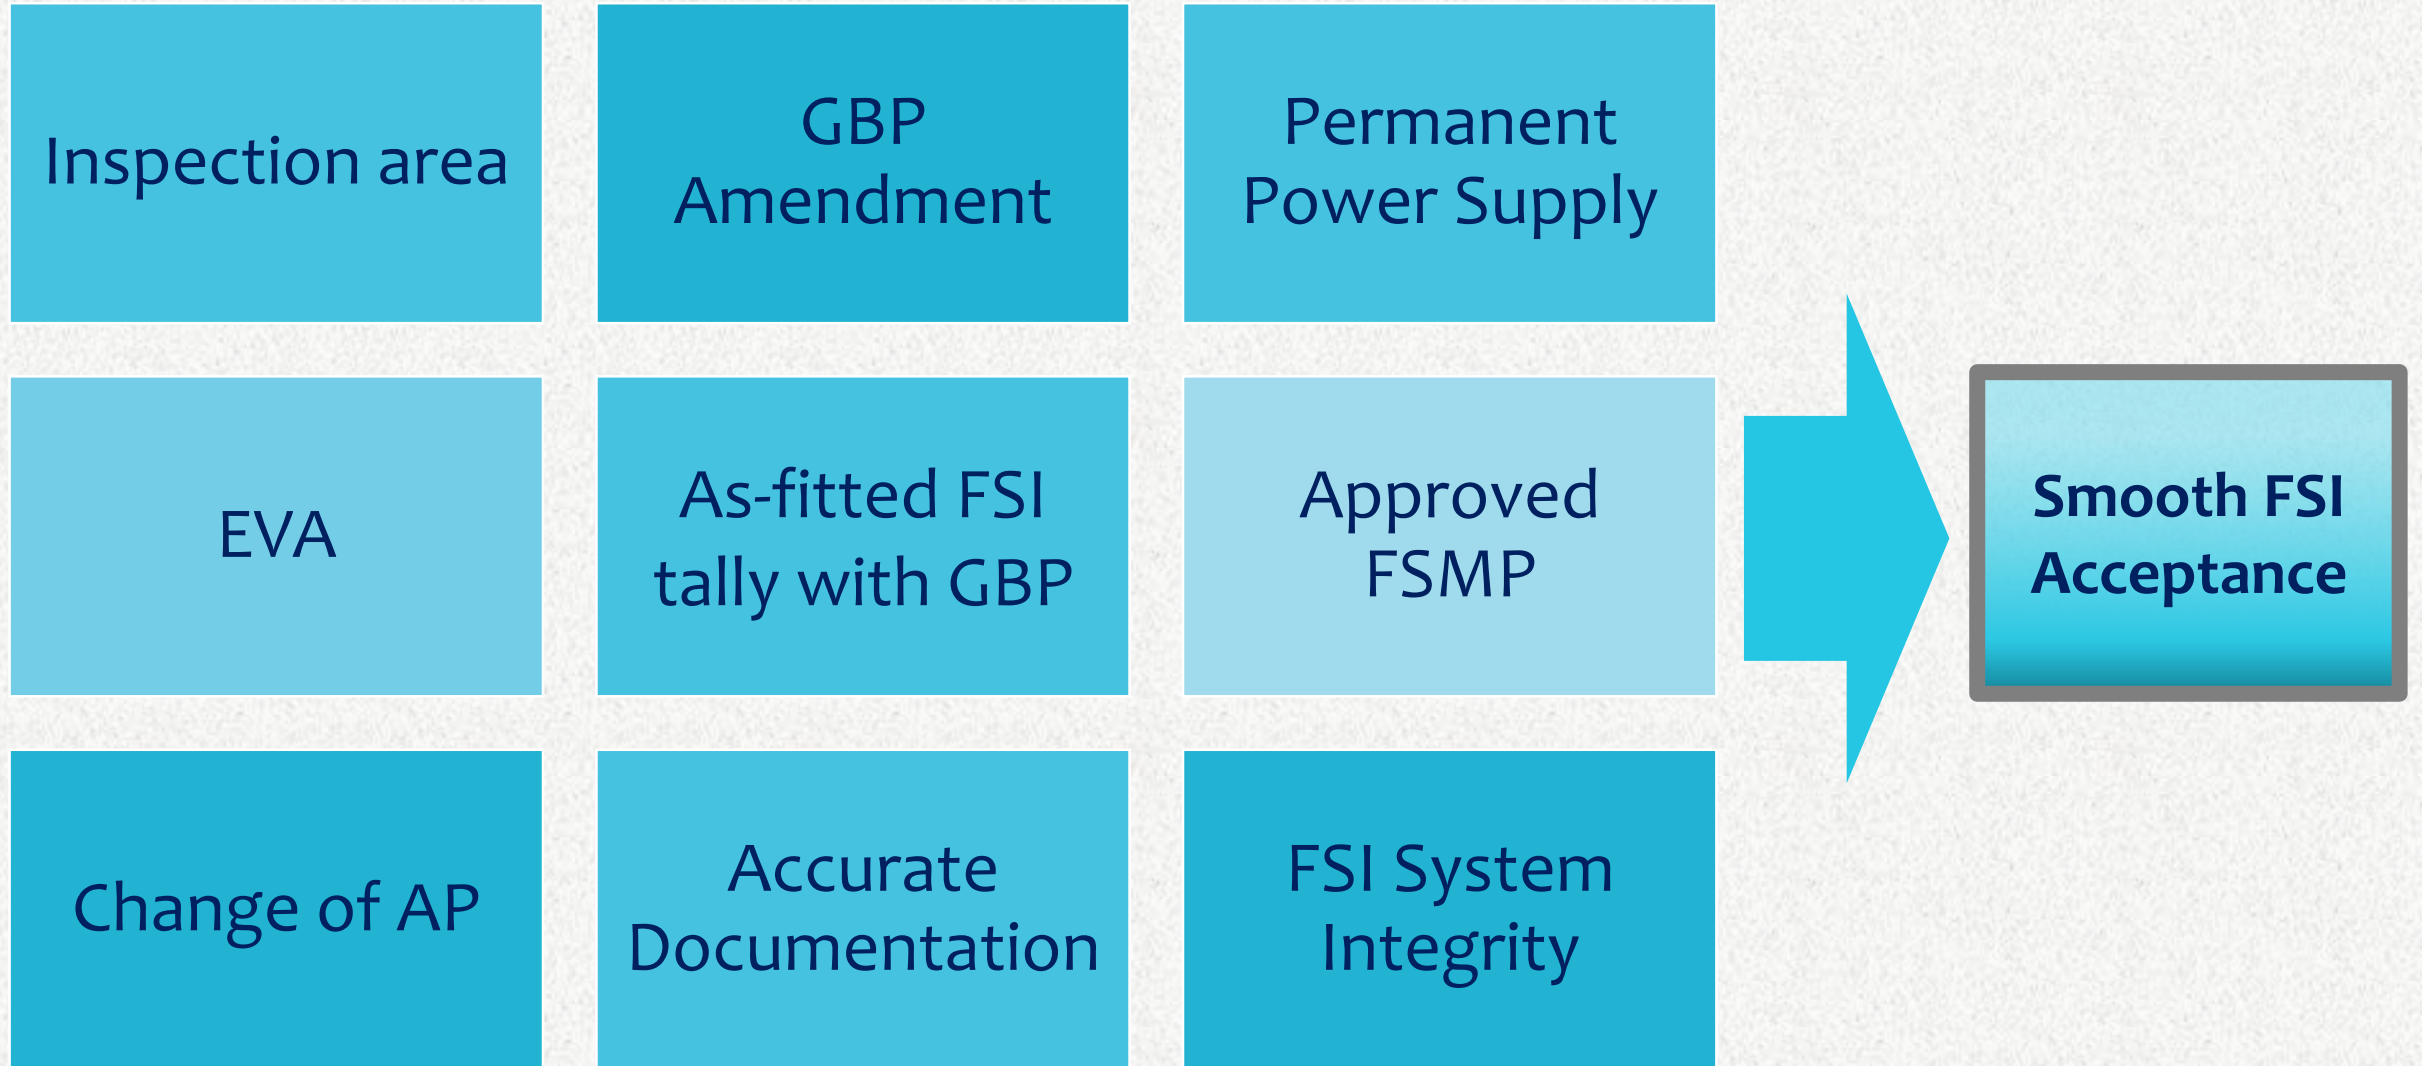 Inspection area
GBP
Amendment
Permanent
Power Supply
EVA
As-fitted FSI
tally with GBP
Approved
FSMP
Smooth FSI
Acceptance
Change of AP
Accurate
Documentation
FSI System
Integrity